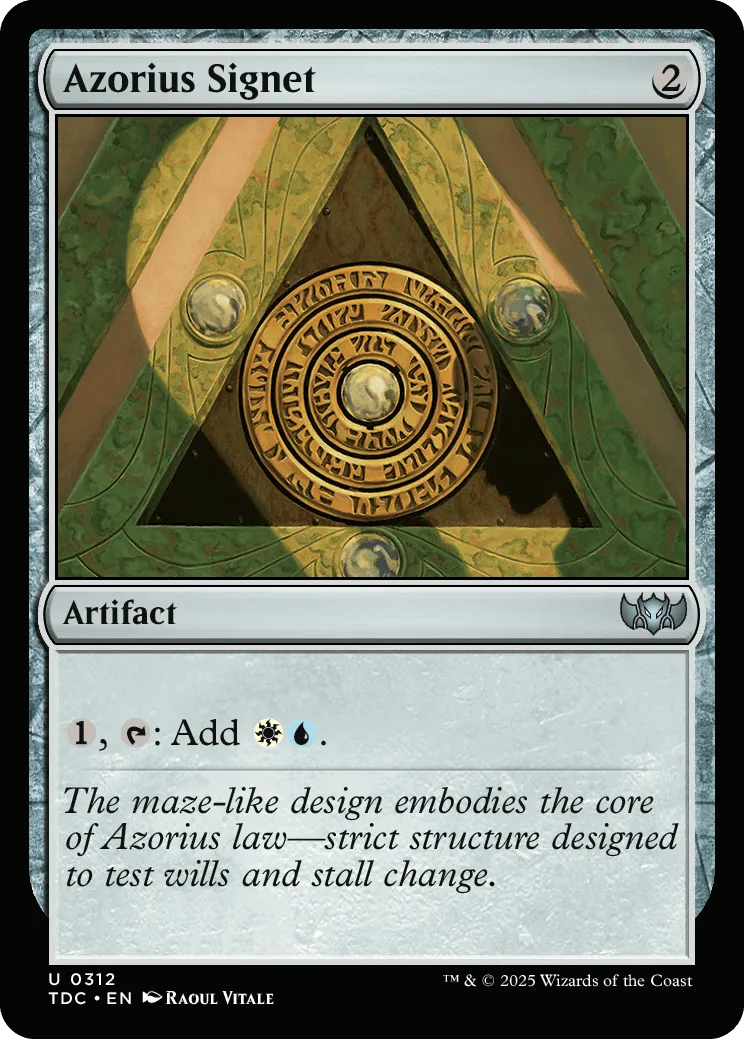 Azorius Signet 2
Artifact
1, : Add .
The maze-like design embodies the core
of Azorius law—strict structure designed
to test wills and stall change.
U 0312
TDC • EN Raoul Vitale
™ & © 2025 Wizards of the Coast